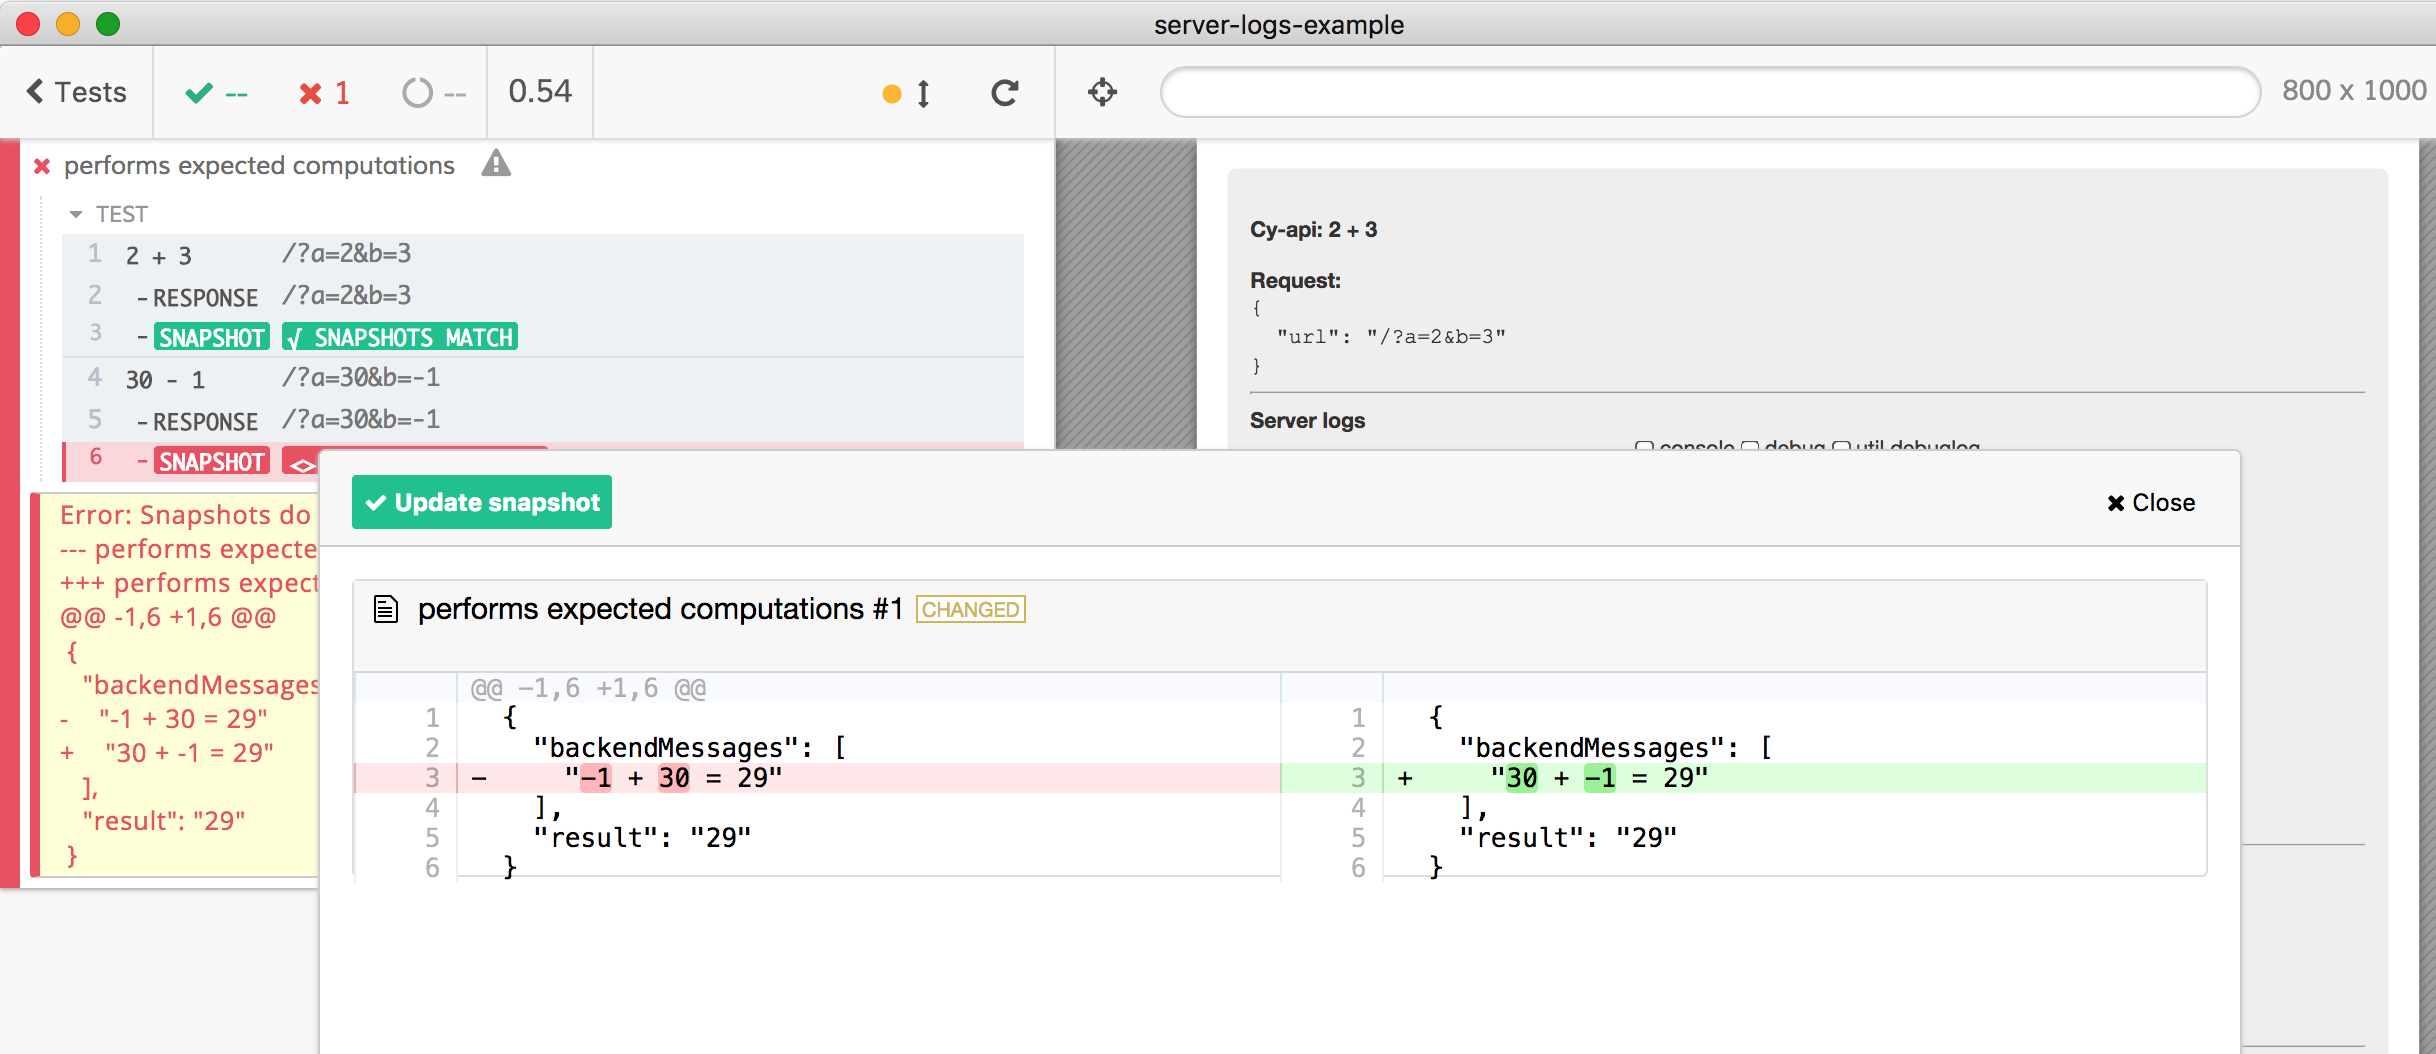 server-logs-example
Tests -- 1 -- 0.54 800 x 1000
performs expected computations
TEST
1 2 + 3 /?a=2&b=3
2 -RESPONSE /?a=2&b=3
3 -SNAPSHOT √ SNAPSHOTS MATCH
4 30 - 1 /?a=30&b=-1
5 -RESPONSE /?a=30&b=-1
6 -SNAPSHOT <>
Error: Snapshots do
--- performs expecte
+++ performs expect
@@ -1,6 +1,6 @@
{
"backendMessages
- "-1 + 30 = 29"
+ "30 + -1 = 29"
],
"result": "29"
}
Cy-api: 2 + 3
Request:
{
"url": "/?a=2&b=3"
}
Server logs
console debug util.debuglog
Update snapshot
Close
performs expected computations #1 CHANGED
@@ -1,6 +1,6 @@
1 {
2 "backendMessages": [
3 - "-1 + 30 = 29"
4 ],
5 "result": "29"
6 }
1 {
2 "backendMessages": [
3 + "30 + -1 = 29"
4 ],
5 "result": "29"
6 }